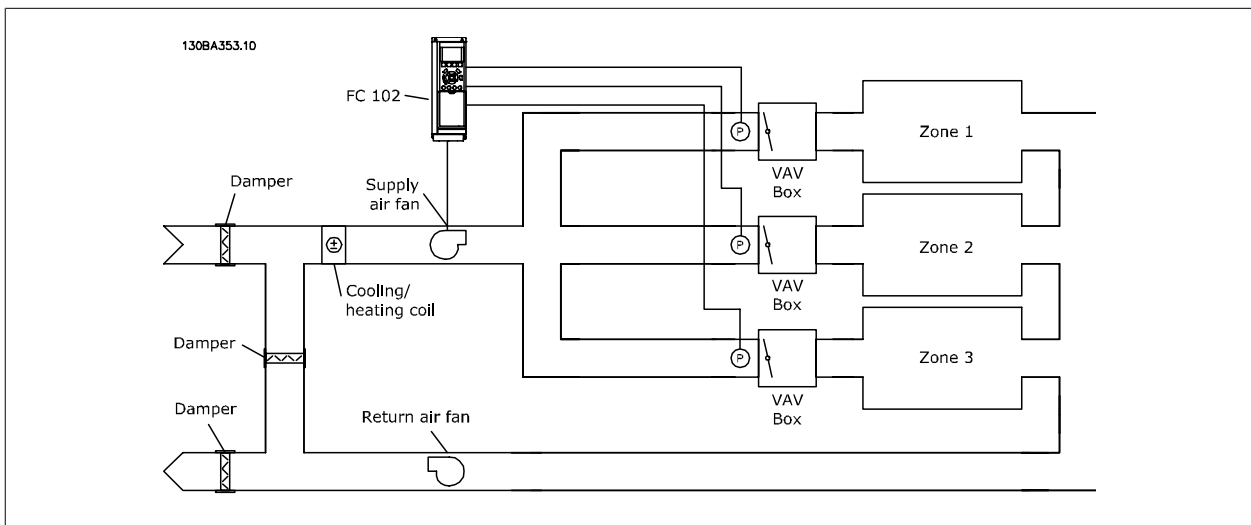 130BA353.10
FC 102
P
Zone 1
VAV
Box
Damper
Supply
air fan
P
Zone 2
VAV
Box
Cooling/
heating coil
P
Zone 3
VAV
Box
Damper
Damper
Return air fan